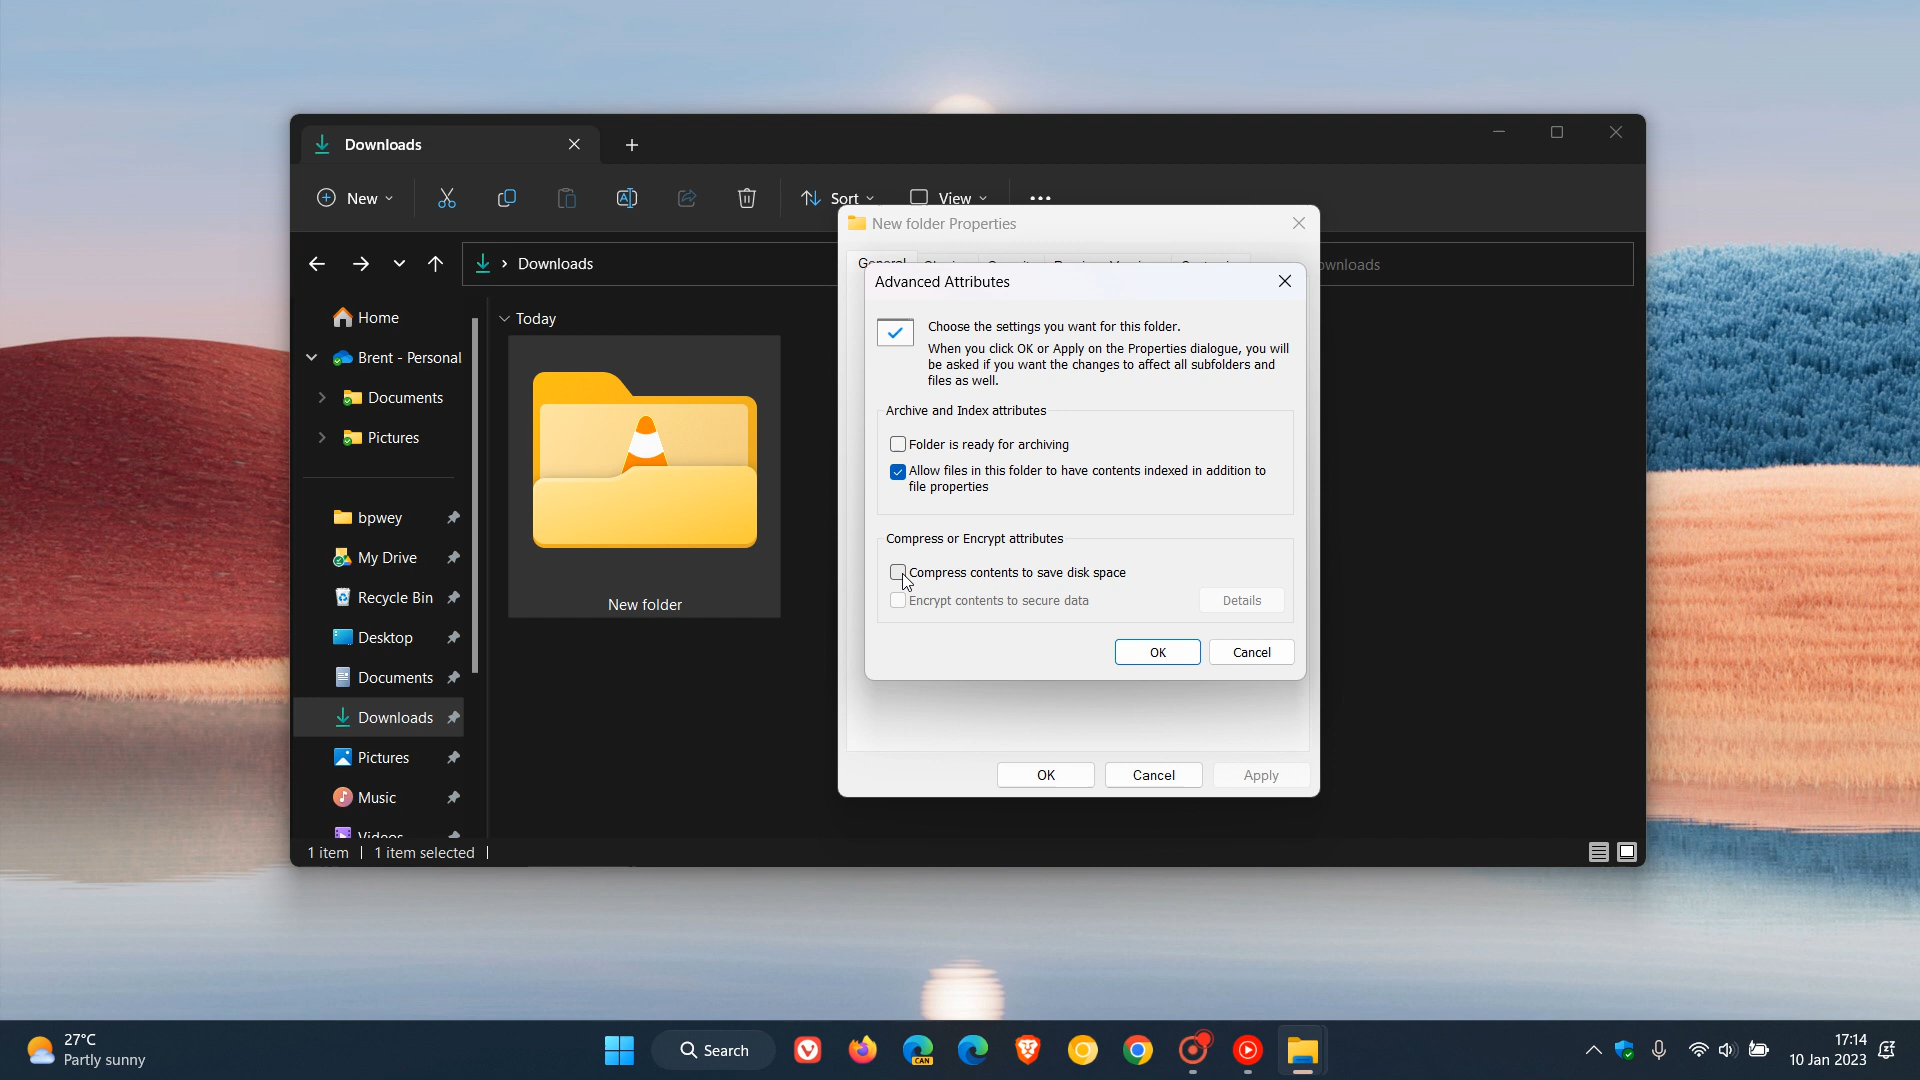 Downloads
New
Sort
View
New folder Properties
Downloads
ownloads
General
Advanced Attributes
Home
Brent - Personal
Documents
Pictures
bpwey
My Drive
Recycle Bin
Desktop
Documents
Downloads
Pictures
Music
Videos
Today
New folder
Choose the settings you want for this folder.
When you click OK or Apply on the Properties dialogue, you will
be asked if you want the changes to affect all subfolders and
files as well.
Archive and Index attributes
Folder is ready for archiving
Allow files in this folder to have contents indexed in addition to
file properties
Compress or Encrypt attributes
Compress contents to save disk space
Encrypt contents to secure data
Details
OK
Cancel
OK
Cancel
Apply
1 item
1 item selected
27°C
Partly sunny
Search
CAN
17:14
10 Jan 2023